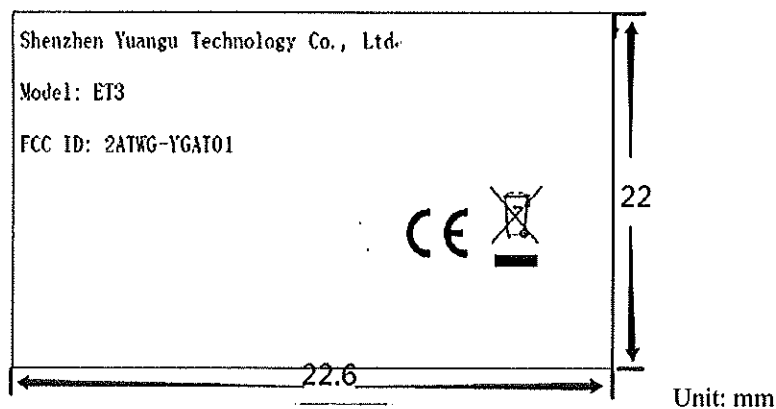 Shenzhen Yuangu Technology Co., Ltd.
Model: ET3
FCC ID: 2ATWG-YGAT01
CE
22
22.6
Unit: mm